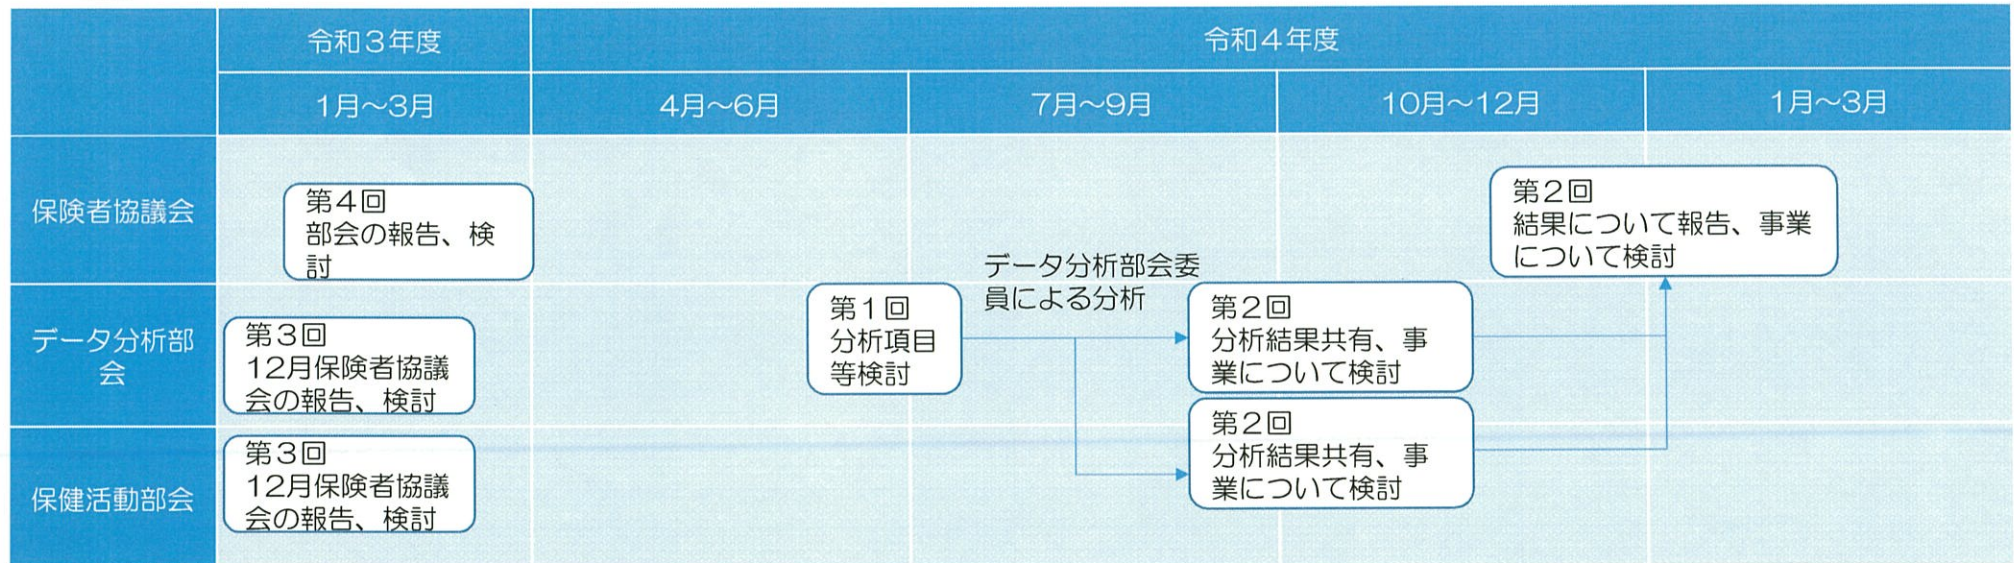 令和3年度
令和4年度
1月～3月
4月～6月
7月～9月
10月～12月
1月～3月
保険者協議会
第4回
部会の報告、検
討
第2回
結果について報告、事業
について検討
データ分析部
会
第3回
12月保険者協議
会の報告、検討
第1回
分析項目
等検討
データ分析部会委
員による分析
第2回
分析結果共有、事
業について検討
保健活動部会
第3回
12月保険者協議
会の報告、検討
第2回
分析結果共有、事
業について検討